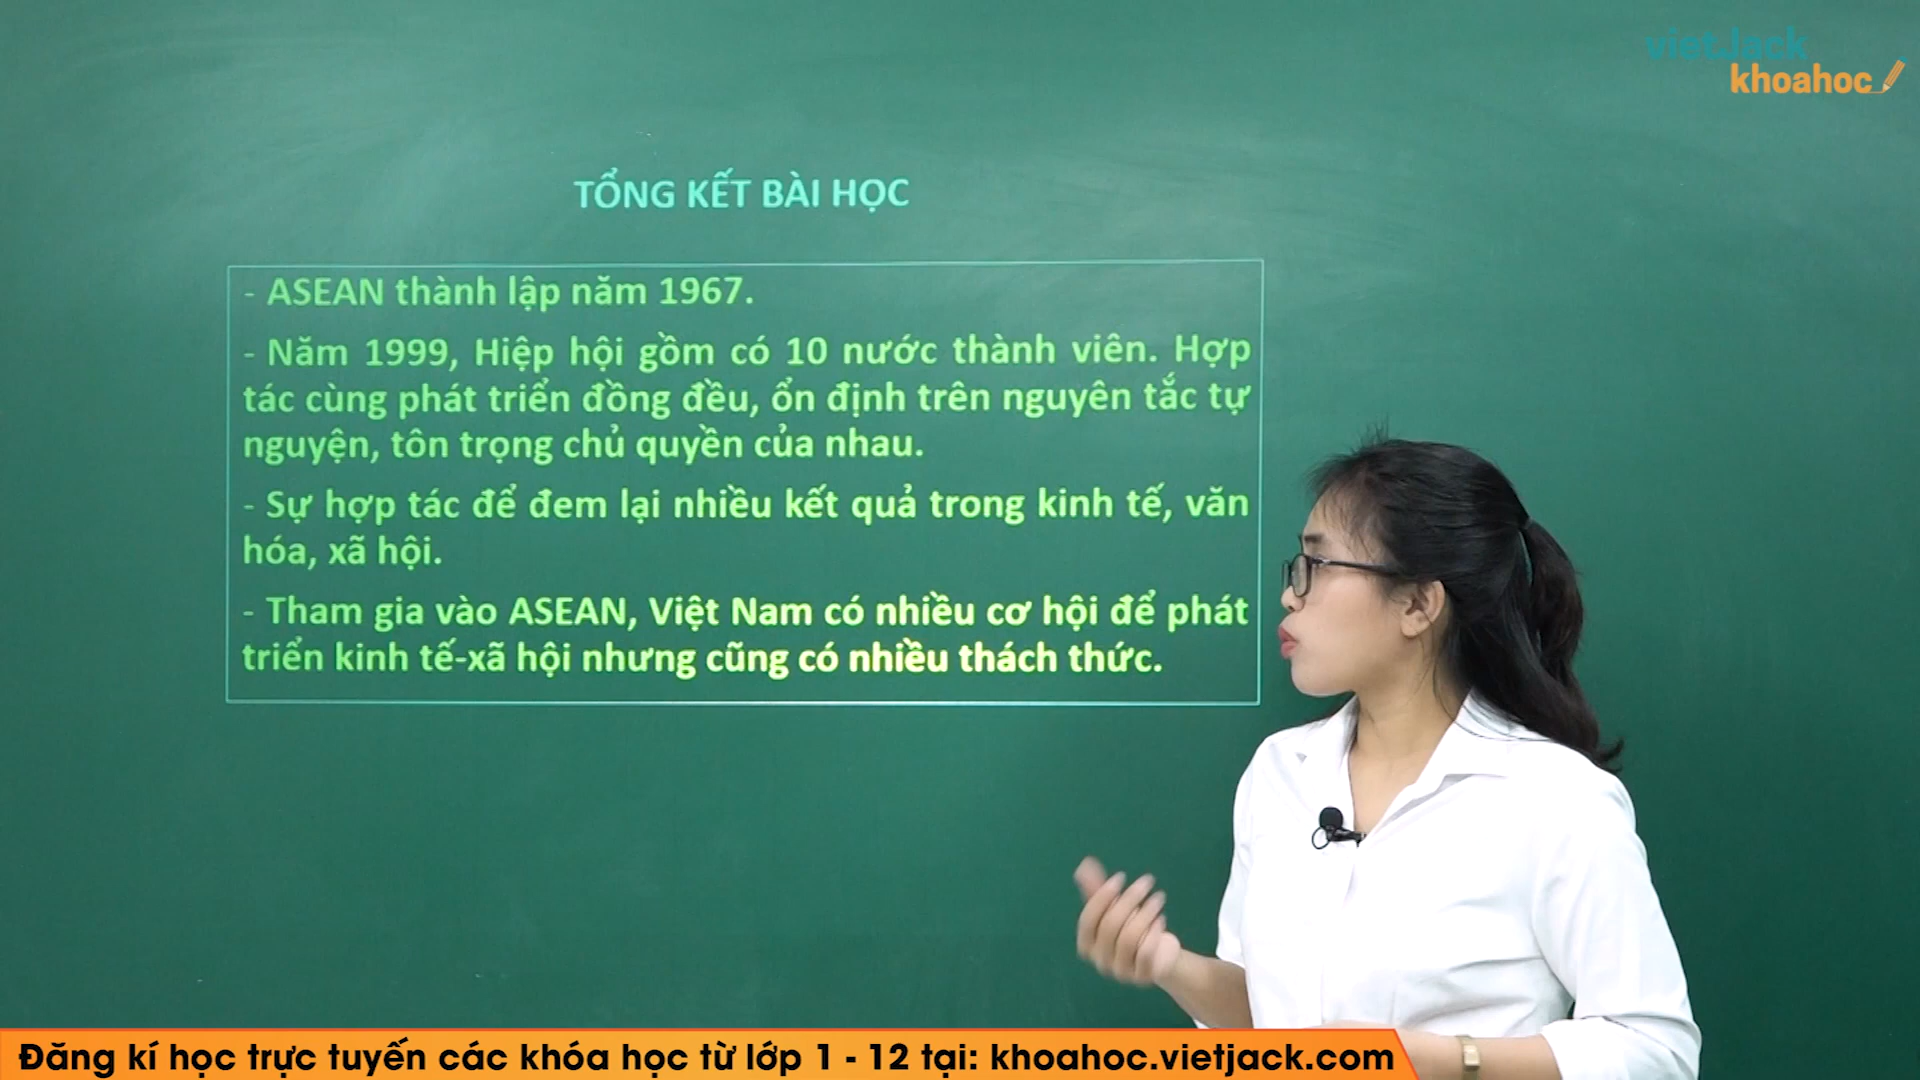 vietJack
khoahoc
TỔNG KẾT BÀI HỌC
- ASEAN thành lập năm 1967.
- Năm 1999, Hiệp hội gồm có 10 nước thành viên. Hợp
tác cùng phát triển đồng đều, ổn định trên nguyên tắc tự
nguyện, tôn trọng chủ quyền của nhau.
- Sự hợp tác để đem lại nhiều kết quả trong kinh tế, văn
hóa, xã hội.
- Tham gia vào ASEAN, Việt Nam có nhiều cơ hội để phát
triển kinh tế-xã hội nhưng cũng có nhiều thách thức.
Đăng kí học trực tuyến các khóa học từ lớp 1 - 12 tại: khoahoc.vietjack.com